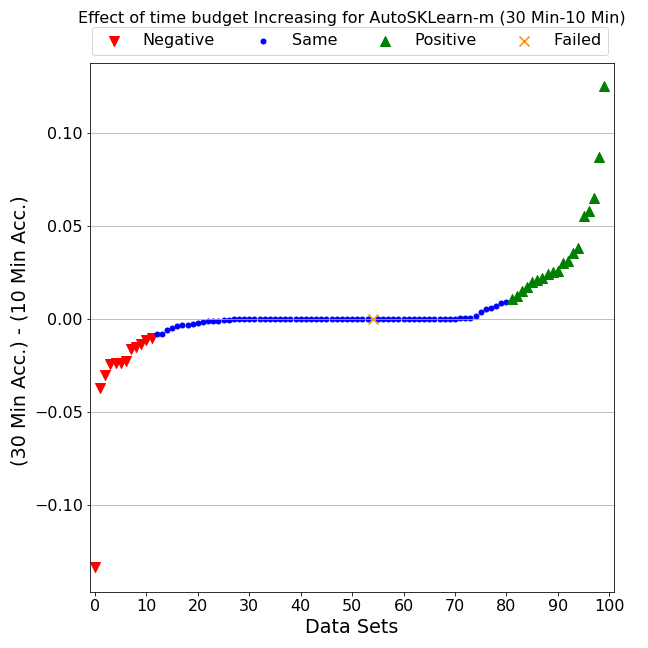 Effect of time budget Increasing for AutoSKLearn-m (30 Min-10 Min)
Negative Same Positive Failed
(30 Min Acc.) - (10 Min Acc.)
0.10
0.05
0.00
−0.05
−0.10
0 10 20 30 40 50 60 70 80 90 100
Data Sets